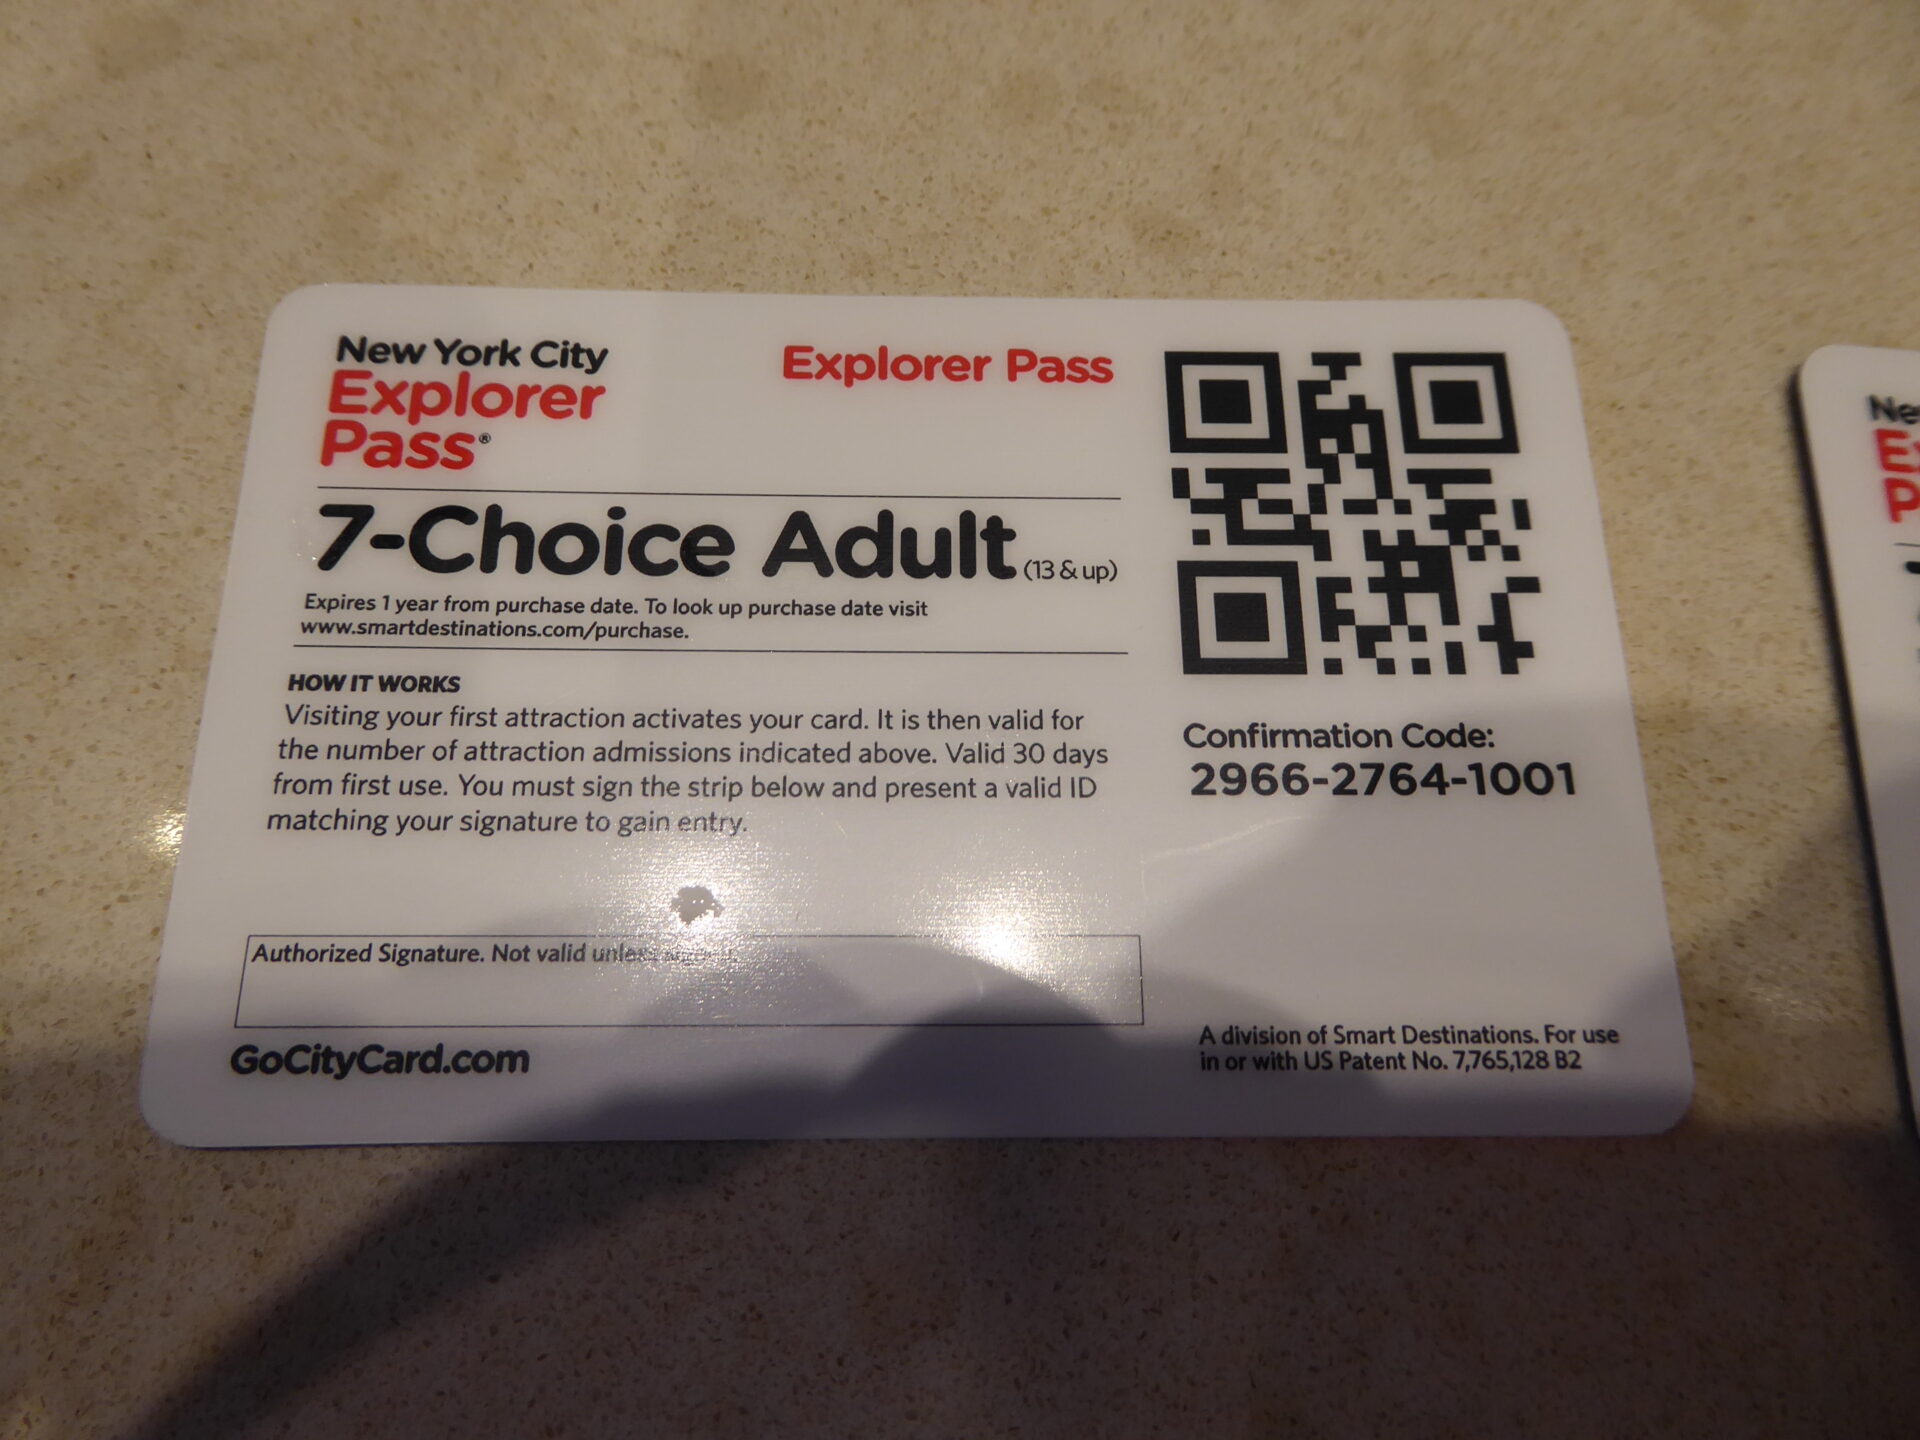 New York City
Explorer
Pass®
Explorer Pass
7-Choice Adult (13 & up)
Expires 1 year from purchase date. To look up purchase date visit
www.smartdestinations.com/purchase.
HOW IT WORKS
Visiting your first attraction activates your card. It is then valid for
the number of attraction admissions indicated above. Valid 30 days
from first use. You must sign the strip below and present a valid ID
matching your signature to gain entry.
Authorized Signature. Not valid unless signed.
GoCityCard.com
Confirmation Code:
2966-2764-1001
A division of Smart Destinations. For use
in or with US Patent No. 7,765,128 B2
Ne
E
P